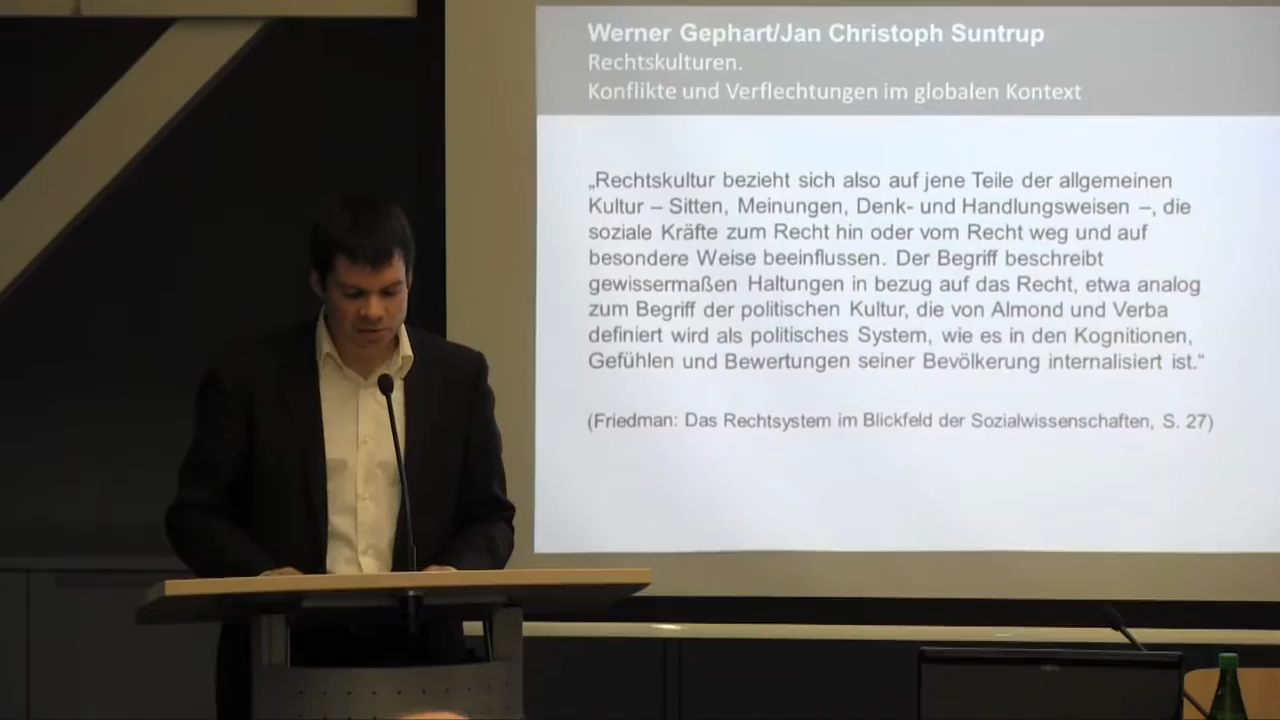 Werner Gephart/Jan Christoph Suntrup
Rechtskulturen.
Konflikte und Verflechtungen im globalen Kontext
„Rechtskultur bezieht sich also auf jene Teile der allgemeinen
Kultur – Sitten, Meinungen, Denk- und Handlungsweisen –, die
soziale Kräfte zum Recht hin oder vom Recht weg und auf
besondere Weise beeinflussen. Der Begriff beschreibt
gewissermaßen Haltungen in bezug auf das Recht, etwa analog
zum Begriff der politischen Kultur, die von Almond und Verba
definiert wird als politisches System, wie es in den Kognitionen,
Gefühlen und Bewertungen seiner Bevölkerung internalisiert ist.“
(Friedman: Das Rechtsystem im Blickfeld der Sozialwissenschaften, S. 27)